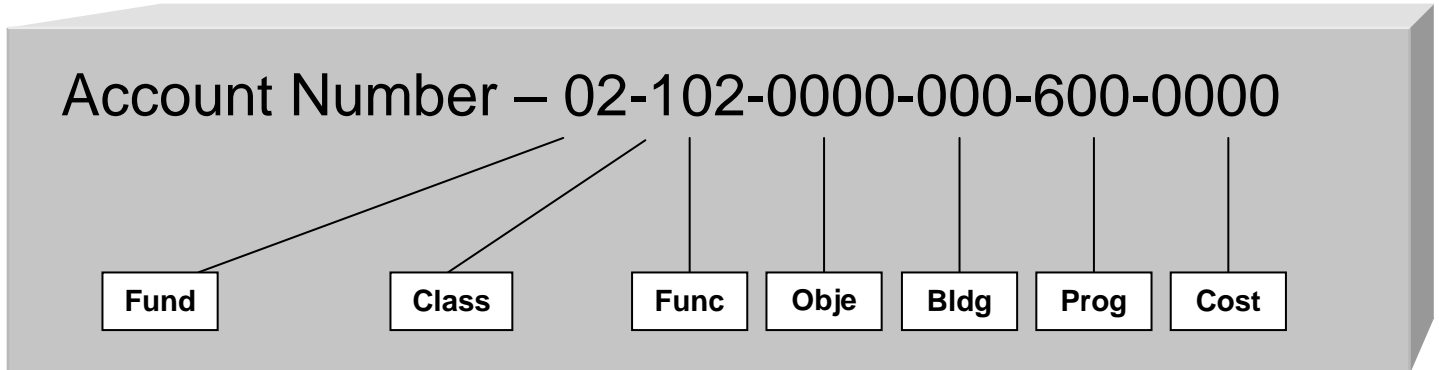 Account Number – 02-102-0000-000-600-0000
Fund Class Func Obje Bldg Prog Cost